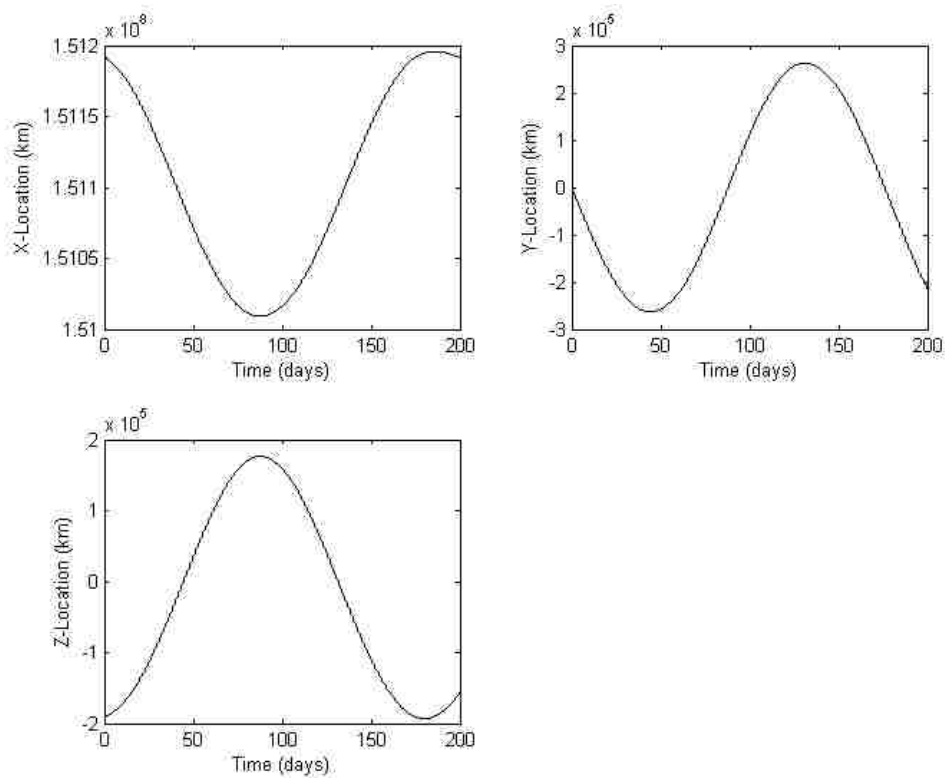 x 10^8
1.512
1.5115
1.511
1.5105
1.51
X-Location (km)
0 50 100 150 200
Time (days)
x 10^5
3
2
1
0
-1
-2
-3
Y-Location (km)
0 50 100 150 200
Time (days)
x 10^5
2
1
0
-1
-2
Z-Location (km)
0 50 100 150 200
Time (days)